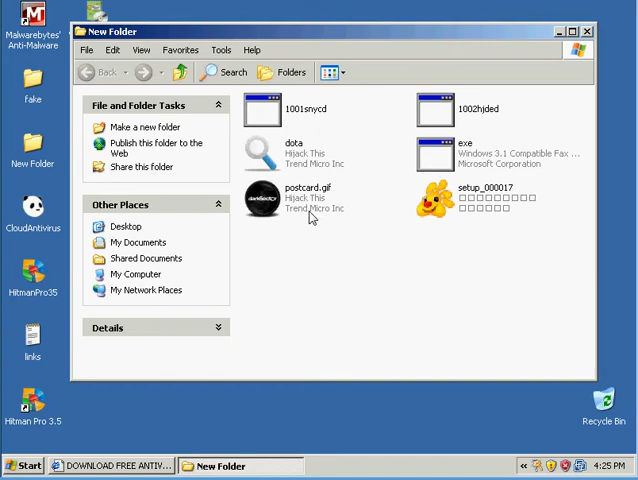 Malwarebytes'
Anti-Malware
fake
New Folder
CloudAntivirus
HitmanPro35
links
Hitman Pro 3.5
New Folder
File Edit View Favorites Tools Help
Back Search Folders
File and Folder Tasks
Make a new folder
Publish this folder to the
Web
Share this folder
Other Places
Desktop
My Documents
Shared Documents
My Computer
My Network Places
Details
1001snycd
1002hjded
dota
Hijack This
Trend Micro Inc
exe
Windows 3.1 Compatible Fax ...
Microsoft Corporation
postcard.gif
Hijack This
Trend Micro Inc
setup_000017
Recycle Bin
Start
DOWNLOAD FREE ANTIV...
New Folder
4:25 PM